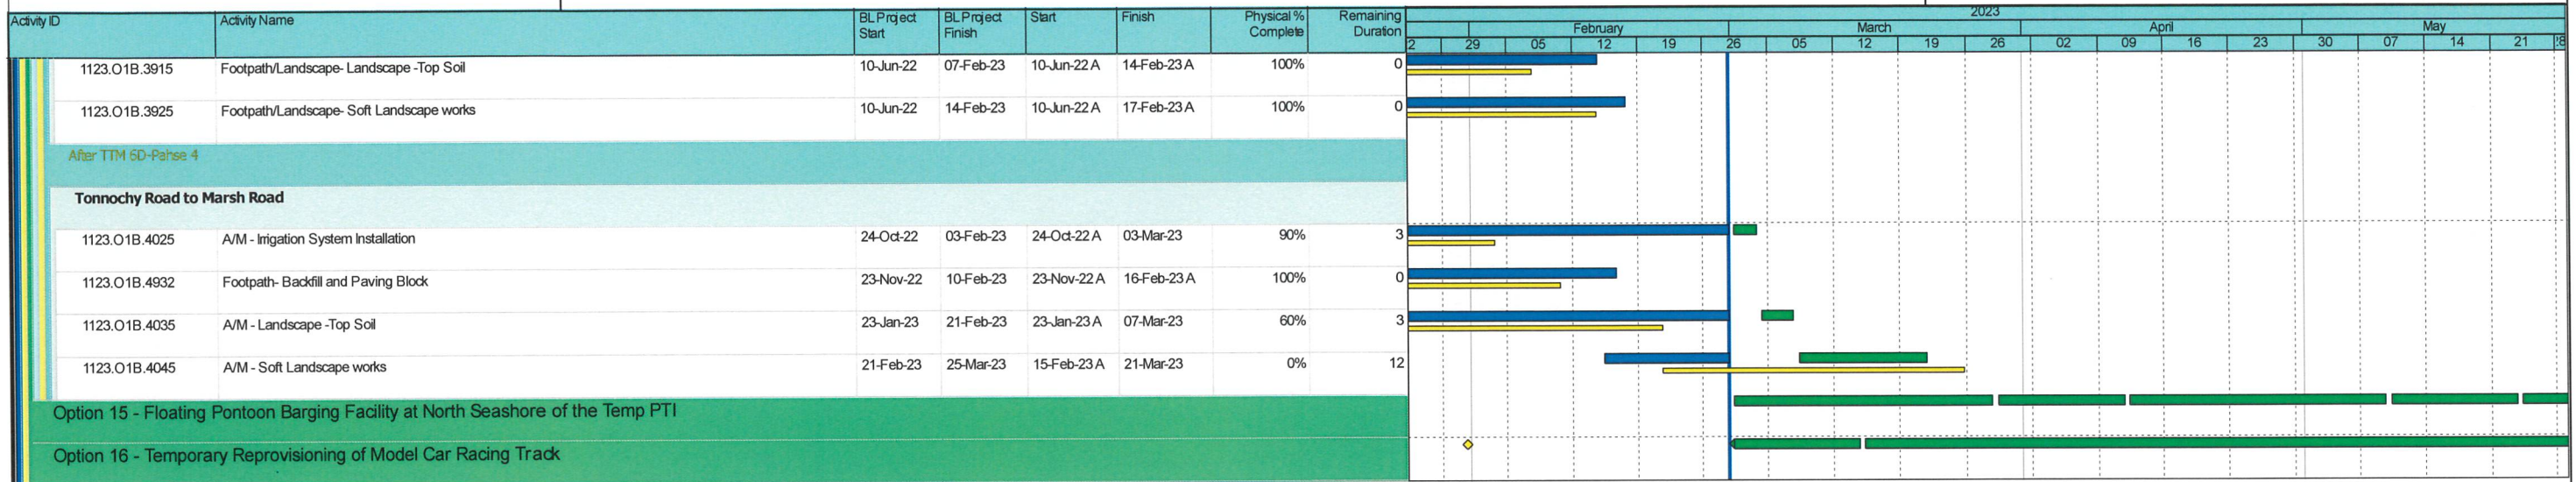 Activity ID Activity Name BL Project Start BL Project Finish Start Finish Physical % Complete Remaining Duration 2023
February March April May
29 05 12 19 26 05 12 19 26 02 09 16 23 30 07 14 21
1123.O1B.3915 Footpath/Landscape- Landscape -Top Soil 10-Jun-22 07-Feb-23 10-Jun-22 A 14-Feb-23 A 100% 0
1123.O1B.3925 Footpath/Landscape- Soft Landscape works 10-Jun-22 14-Feb-23 10-Jun-22 A 17-Feb-23 A 100% 0
After TTM 6D-Pahse 4
Tonnochy Road to Marsh Road
1123.O1B.4025 A/M - Irrigation System Installation 24-Oct-22 03-Feb-23 24-Oct-22 A 03-Mar-23 90% 3
1123.O1B.4932 Footpath- Backfill and Paving Block 23-Nov-22 10-Feb-23 23-Nov-22 A 16-Feb-23 A 100% 0
1123.O1B.4035 A/M - Landscape -Top Soil 23-Jan-23 21-Feb-23 23-Jan-23 A 07-Mar-23 60% 3
1123.O1B.4045 A/M - Soft Landscape works 21-Feb-23 25-Mar-23 15-Feb-23 A 21-Mar-23 0% 12
Option 15 - Floating Pontoon Barging Facility at North Seashore of the Temp PTI
Option 16 - Temporary Reprovisioning of Model Car Racing Track